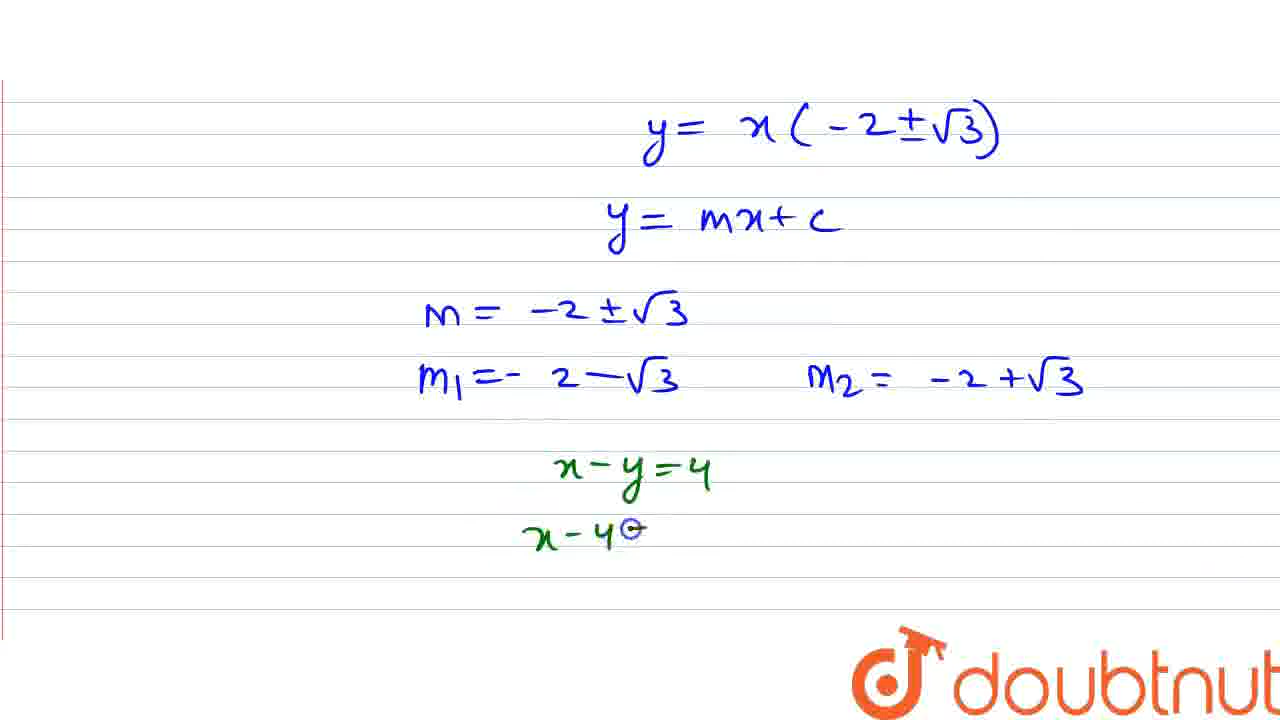 y = x(-2 ± √3)
y = mx + c
m = -2 ± √3
m₁ = - 2 - √3 m₂ = -2 + √3
x - y = 4
x - 4
doubtnut